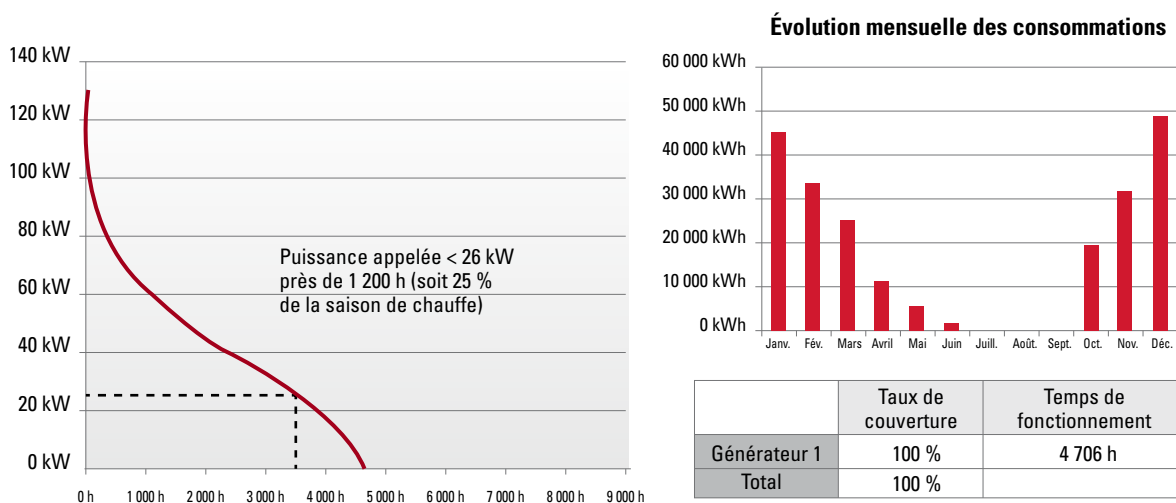 140 kW
120 kW
100 kW
80 kW
60 kW
40 kW
20 kW
0 kW
0 h 1 000 h 2 000 h 3 000 h 4 000 h 5 000 h 6 000 h 7 000 h 8 000 h 9 000 h
Puissance appelée < 26 kW
près de 1 200 h (soit 25 %
de la saison de chauffe)
Évolution mensuelle des consommations
60 000 kWh
50 000 kWh
40 000 kWh
30 000 kWh
20 000 kWh
10 000 kWh
0 kWh
Janv. Fév. Mars Avril Mai Juin Juill. Août. Sept. Oct. Nov. Déc.
Taux de couverture Temps de fonctionnement
Générateur 1 100 % 4 706 h
Total 100 %